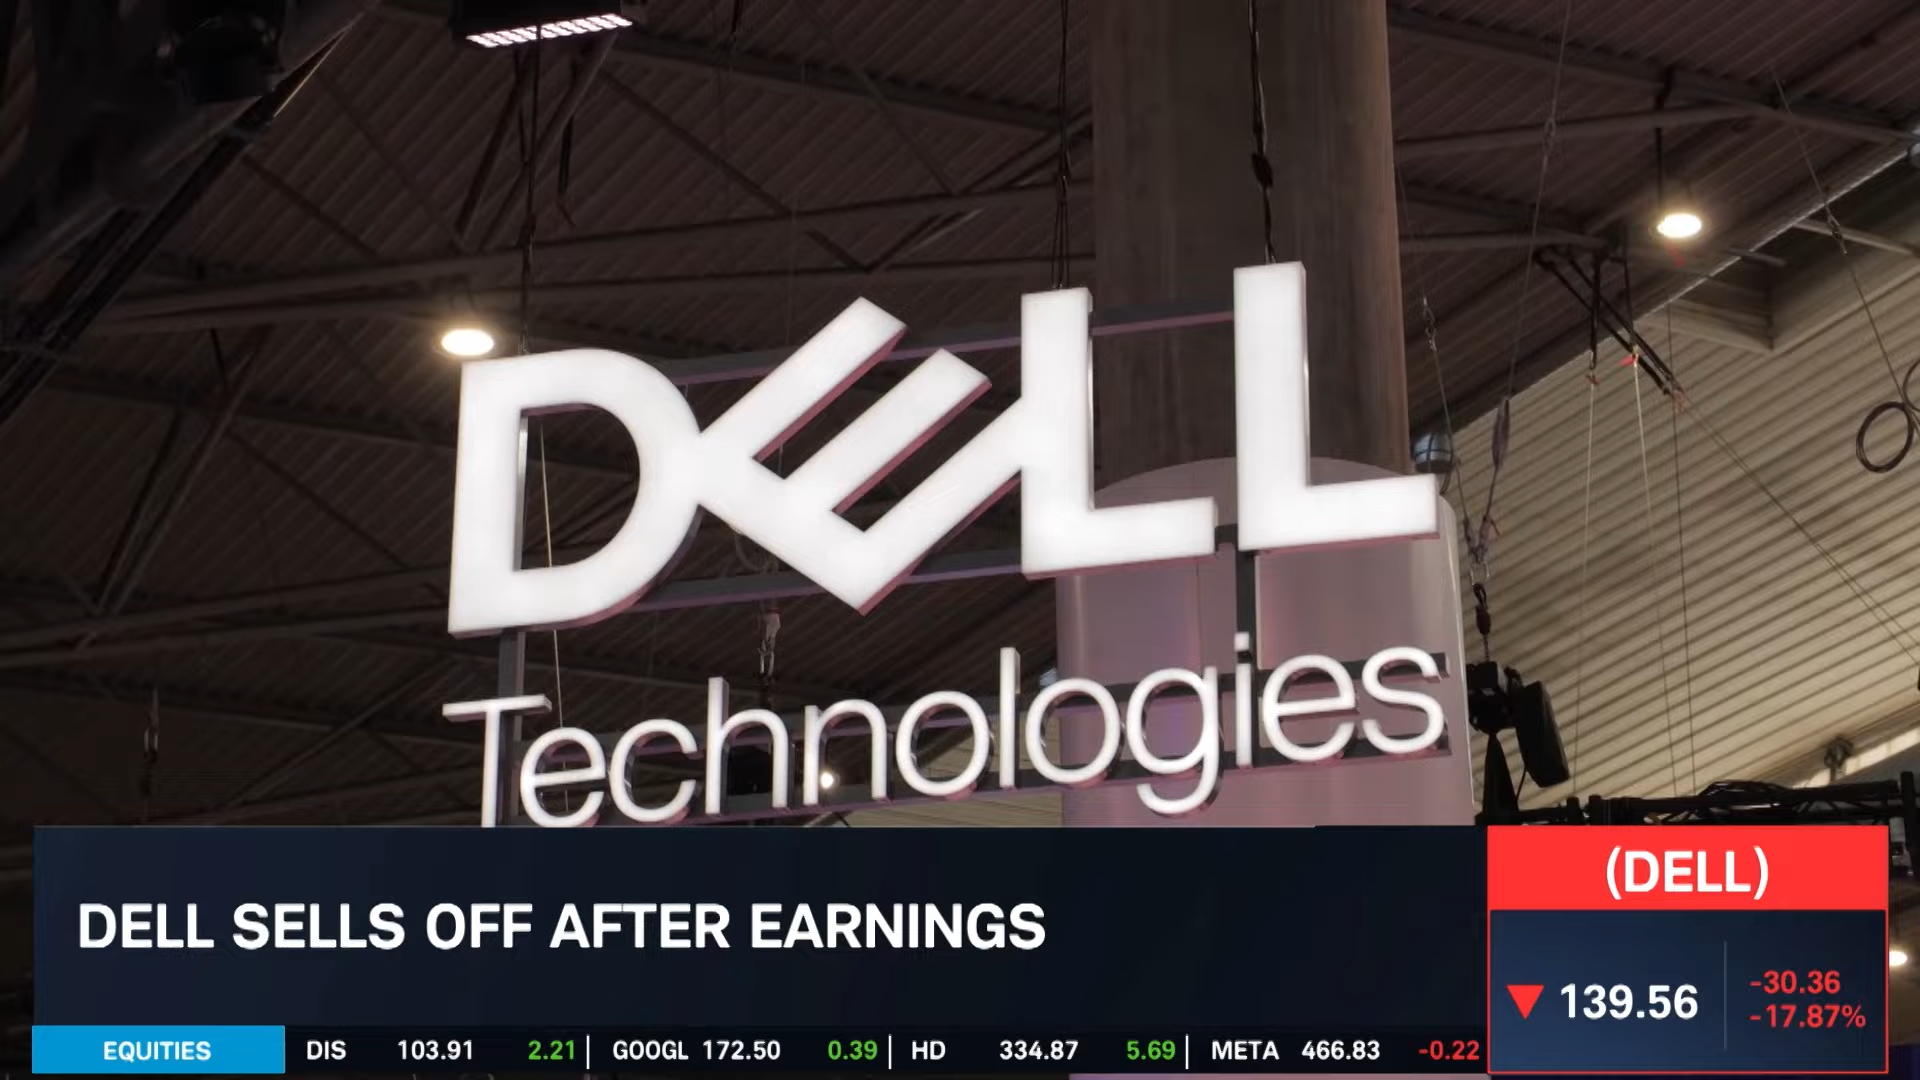 DELL
Technologies
DELL SELLS OFF AFTER EARNINGS
(DELL)
▼ 139.56
-30.36
-17.87%
EQUITIES DIS 103.91 2.21 | GOOGL 172.50 0.39 | HD 334.87 5.69 | META 466.83 -0.22